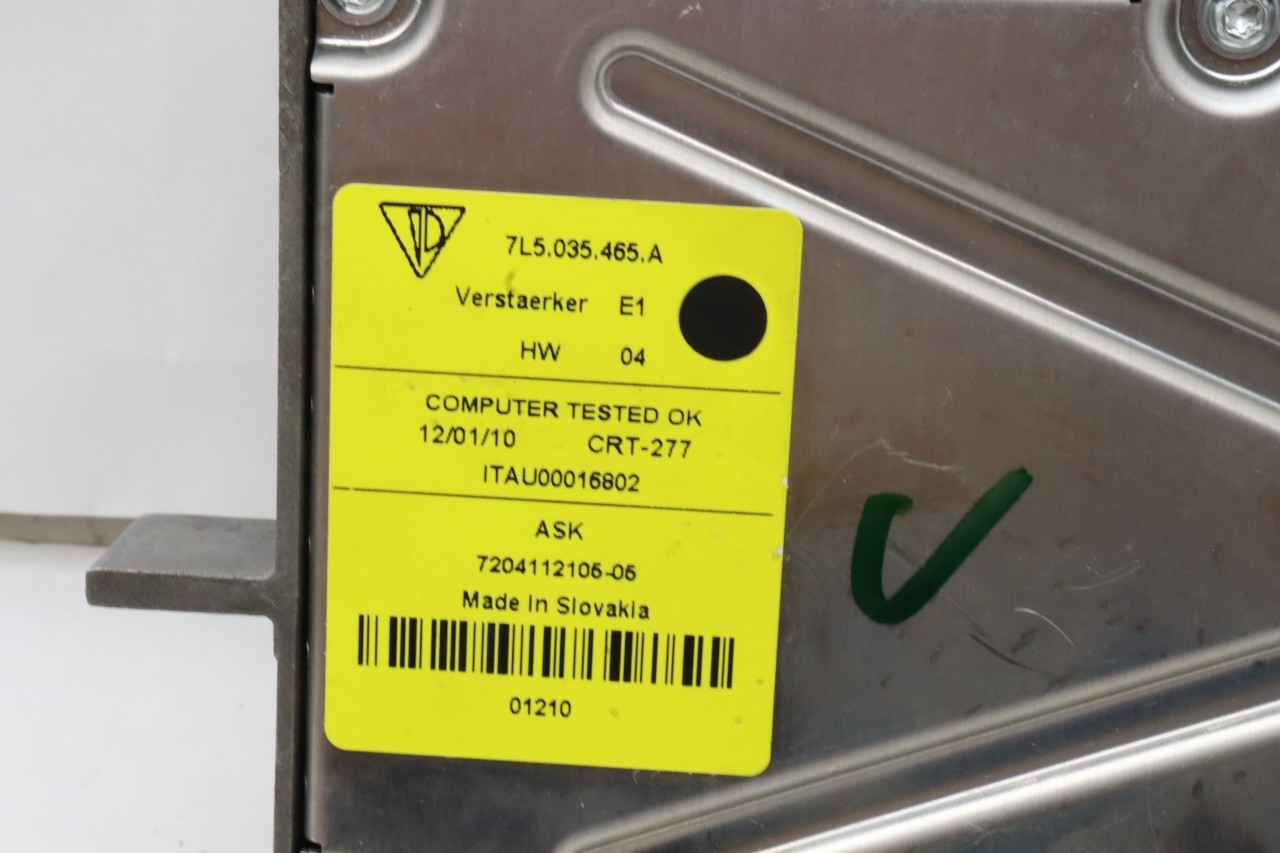 7L5.035.465.A
Verstaerker E1
HW 04
COMPUTER TESTED OK
12/01/10 CRT-277
ITAU00016802
ASK
7204112105-05
Made in Slovakia
01210